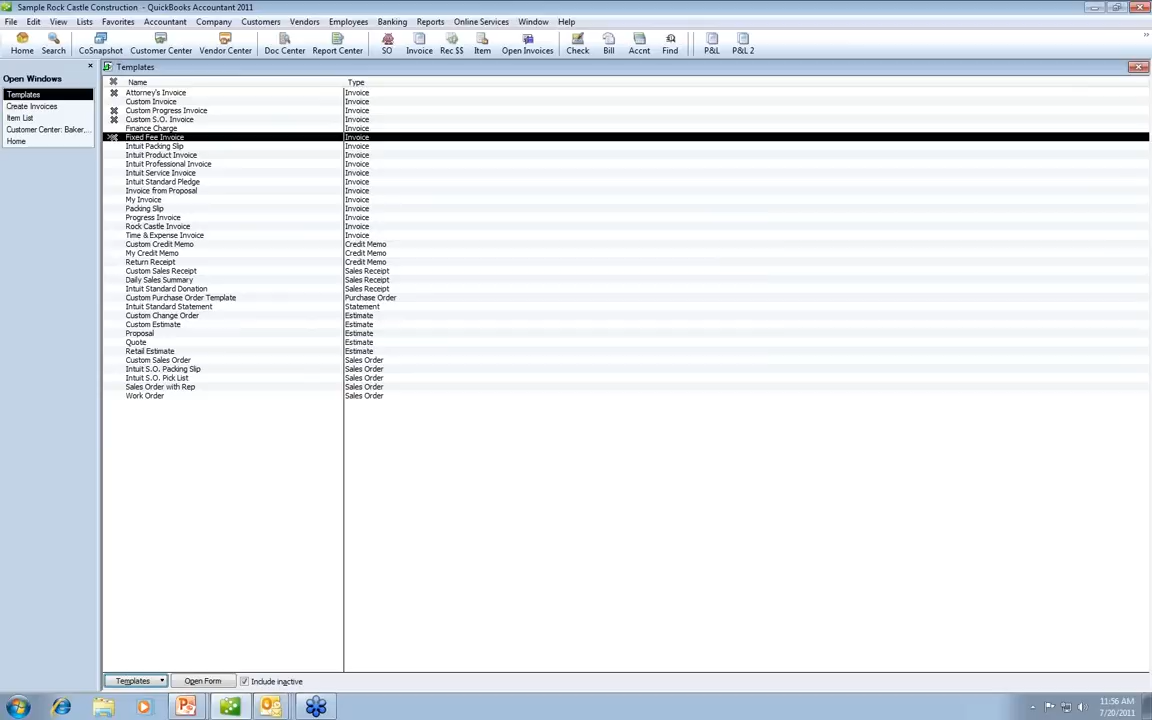 Sample Rock Castle Construction - QuickBooks Accountant 2011
File Edit View Lists Favorites Accountant Company Customers Vendors Employees Banking Reports Online Services Window Help
Home Search CoSnapshot Customer Center Vendor Center Doc Center Report Center SO Invoice Rec $$ Item Open Invoices Check Bill Accnt Find P&L P&L 2
Open Windows
Templates
Create Invoices
Item List
Customer Center: Baker,...
Home
Templates
Name Type
Attorney's Invoice Invoice
Custom Invoice Invoice
Custom Progress Invoice Invoice
Custom S.O. Invoice Invoice
Finance Charge Invoice
Fixed Fee Invoice Invoice
Intuit Packing Slip Invoice
Intuit Product Invoice Invoice
Intuit Professional Invoice Invoice
Intuit Service Invoice Invoice
Intuit Standard Pledge Invoice
Invoice from Proposal Invoice
My Invoice Invoice
Packing Slip Invoice
Progress Invoice Invoice
Rock Castle Invoice Invoice
Time & Expense Invoice Invoice
Custom Credit Memo Credit Memo
My Credit Memo Credit Memo
Return Receipt Credit Memo
Custom Sales Receipt Sales Receipt
Daily Sales Summary Sales Receipt
Intuit Standard Donation Sales Receipt
Custom Purchase Order Template Purchase Order
Intuit Standard Statement Statement
Custom Change Order Estimate
Custom Estimate Estimate
Proposal Estimate
Quote Estimate
Retail Estimate Estimate
Custom Sales Order Sales Order
Intuit S.O. Packing Slip Sales Order
Intuit S.O. Pick List Sales Order
Sales Order with Rep Sales Order
Work Order Sales Order
Templates Open Form Include inactive
11:56 AM
7/20/2011